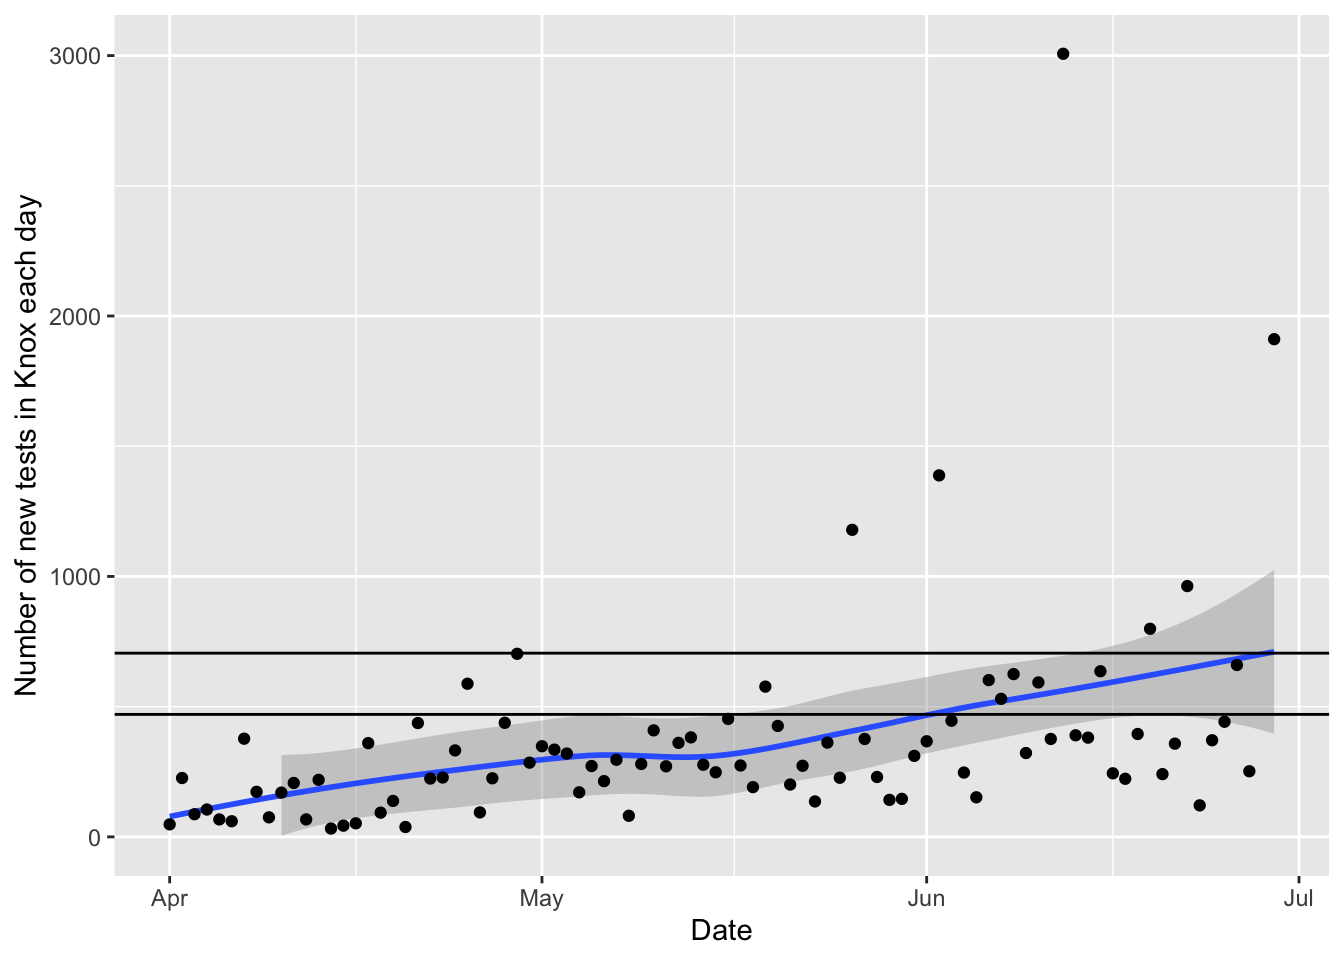 Number of new tests in Knox each day
3000
2000
1000
0
Apr
May
Jun
Jul
Date